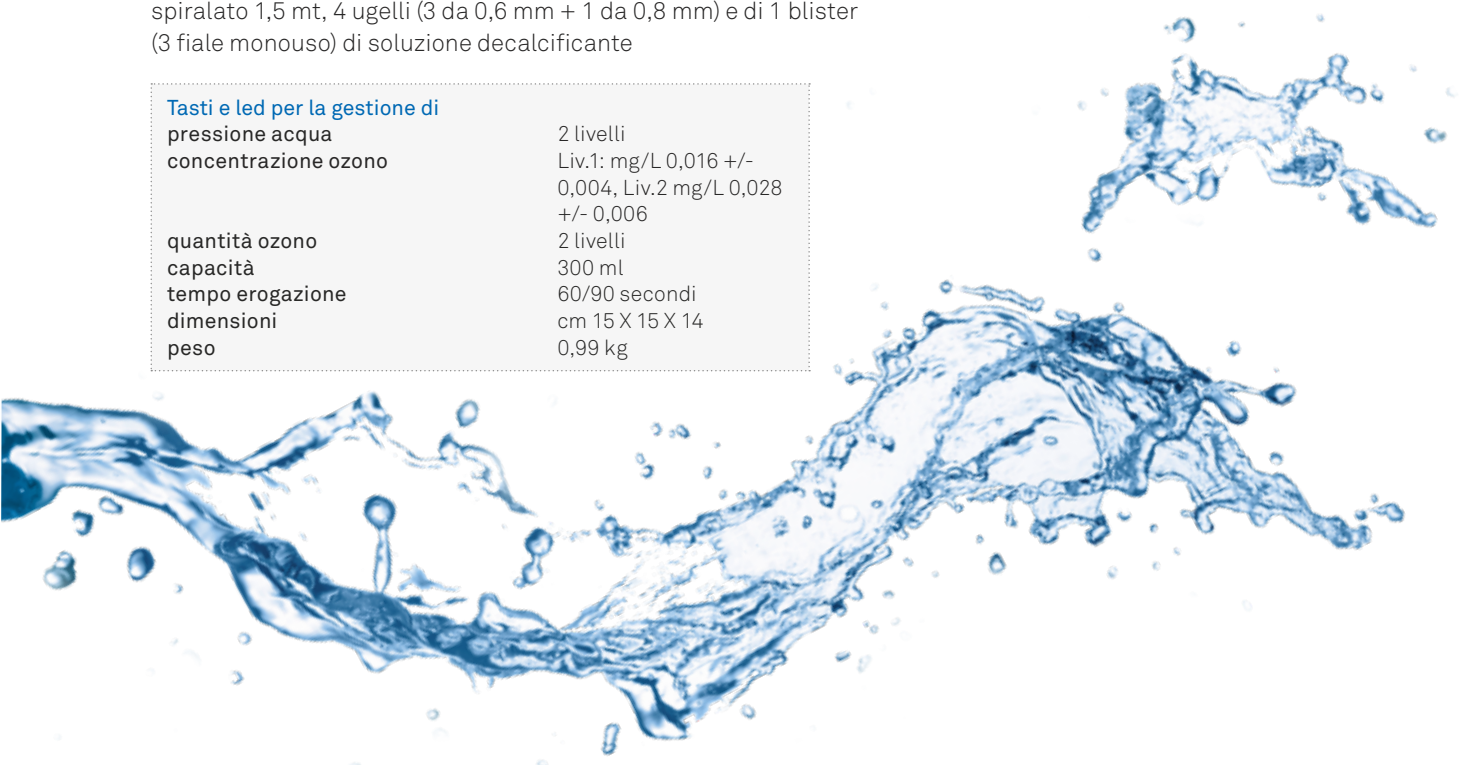 spiralato 1,5 mt, 4 ugelli (3 da 0,6 mm + 1 da 0,8 mm) e di 1 blister
(3 fiale monouso) di soluzione decalcificante
Tasti e led per la gestione di
pressione acqua 2 livelli
concentrazione ozono Liv.1: mg/L 0,016 +/-
0,004, Liv.2 mg/L 0,028
+/- 0,006
quantità ozono 2 livelli
capacità 300 ml
tempo erogazione 60/90 secondi
dimensioni cm 15 X 15 X 14
peso 0,99 kg